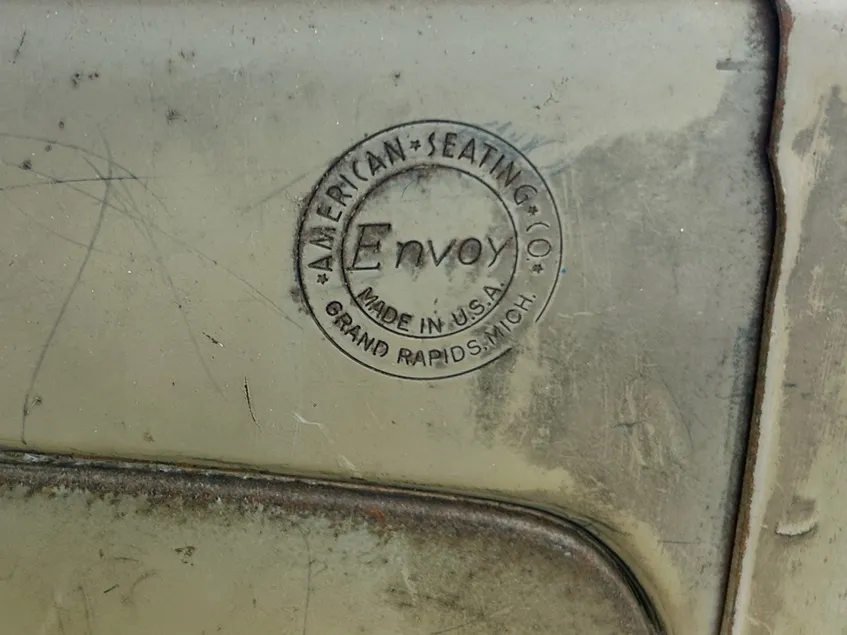 ★ AMERICAN ★ SEATING ★ CO. ★
Envoy
MADE IN U.S.A.
GRAND RAPIDS. MICH.